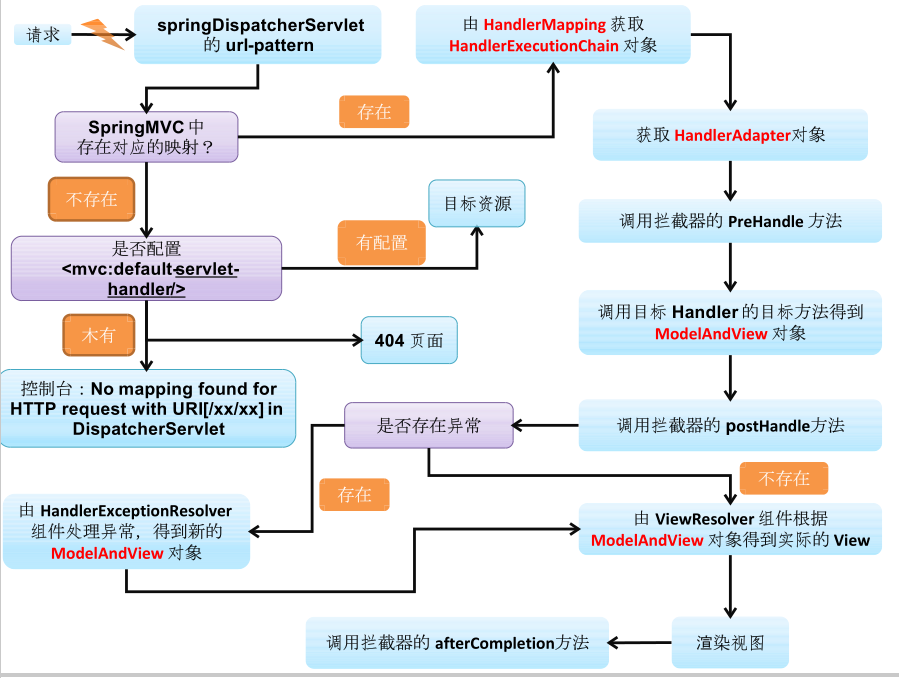 请求
springDispatcherServlet
的 url-pattern
由 HandlerMapping 获取
HandlerExecutionChain 对象
SpringMVC 中
存在对应的映射？
存在
获取 HandlerAdapter对象
不存在
目标资源
调用拦截器的 PreHandle 方法
是否配置
<mvc:default-servlet-
handler/>
有配置
调用目标 Handler 的目标方法得到
ModelAndView 对象
木有
404 页面
控制台：No mapping found for
HTTP request with URI[/xx/xx] in
DispatcherServlet
是否存在异常
调用拦截器的 postHandle方法
存在
不存在
由 HandlerExceptionResolver
组件处理异常，得到新的
ModelAndView 对象
由 ViewResolver 组件根据
ModelAndView 对象得到实际的 View
调用拦截器的 afterCompletion方法
渲染视图